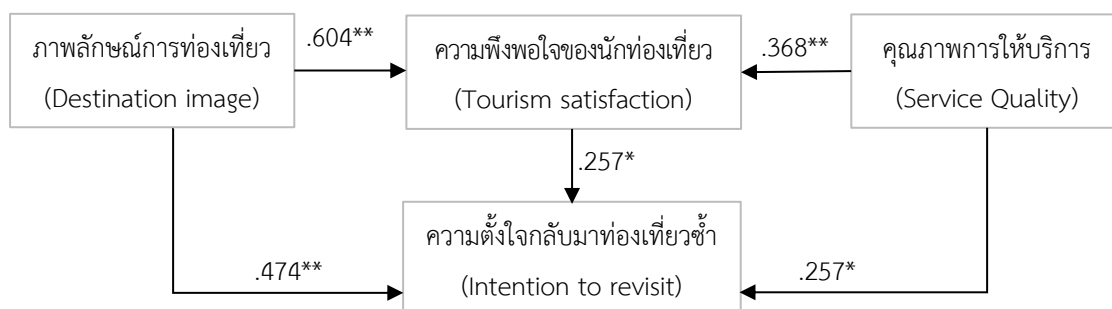 ภาพลักษณ์การท่องเที่ยว
(Destination image)
.604**
ความพึงพอใจของนักท่องเที่ยว
(Tourism satisfaction)
.368**
คุณภาพการให้บริการ
(Service Quality)
.257*
ความตั้งใจกลับมาท่องเที่ยวซ้ำ
(Intention to revisit)
.474**
.257*